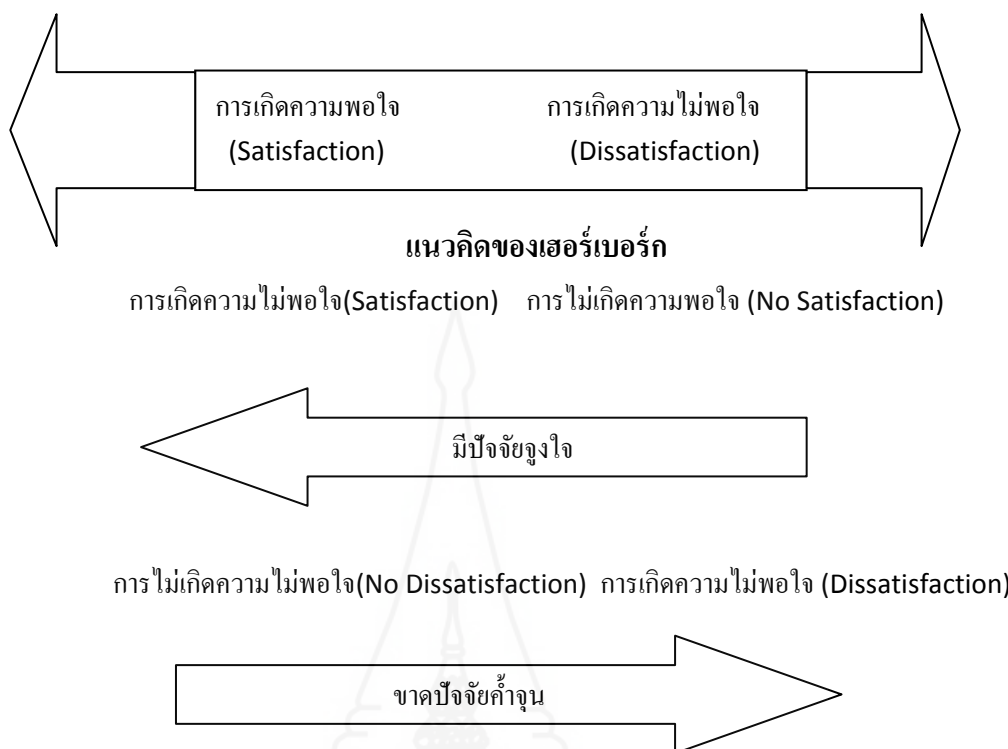 การเกิดความพอใจ การเกิดความไม่พอใจ
(Satisfaction) (Dissatisfaction)
แนวคิดของเฮอร์เบอร์ก
การเกิดความไม่พอใจ(Satisfaction) การไม่เกิดความพอใจ (No Satisfaction)
มีปัจจัยจูงใจ
การไม่เกิดความไม่พอใจ(No Dissatisfaction) การเกิดความไม่พอใจ (Dissatisfaction)
ขาดปัจจัยค้ำจุน